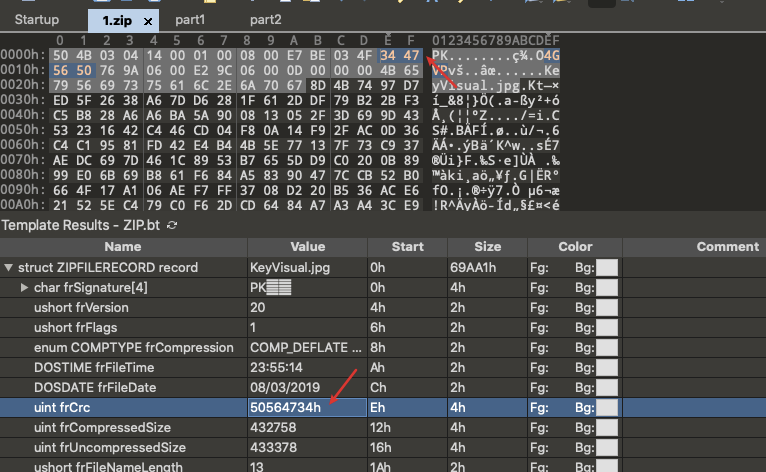 Startup 1.zip × part1 part2
0 1 2 3 4 5 6 7 8 9 A B C D E F 0123456789ABCDEF
0000h: 50 4B 03 04 14 00 01 00 08 00 E7 BE 03 4F 34 47 PK........ç¾.O4G
0010h: 56 50 76 9A 06 00 E2 9C 06 00 0D 00 00 00 4B 65 VPvš..âœ......Ke
0020h: 79 56 69 73 75 61 6C 2E 6A 70 67 8D 4B 74 97 D7 yVisual.jpg.Kt—×
0030h: ED 5F 26 38 A6 7D D6 28 1F 61 2D DF 79 B2 2B F3 í_&8¦}Ö(.a-ßy²+ó
0040h: C5 B8 28 A6 A6 BA 5A 90 08 13 05 2F 3D 69 9D 43 Å¸(¦¦ºZ..../=i.C
0050h: 53 23 16 42 C4 46 CD 04 F8 0A 14 F9 2F AC 0D 36 S#.BÄFÍ.ø..ù/¬.6
0060h: C4 C1 95 81 FD 42 E4 B4 4B 5E 77 13 7F 73 C9 37 ÄÁ•.ýBä´K^w..sÉ7
0070h: AE DC 69 7D 46 1C 89 53 B7 65 5D D9 C0 20 0B 89 ®Üi}F.‰S·e]ÙÀ .‰
0080h: 99 E0 6B 69 B8 61 F6 84 A5 83 90 47 7C CB 52 B0 ™àki¸aö„¥ƒ.G|ËR°
0090h: 66 4F 17 A1 06 AE F7 FF 37 08 D2 20 B5 36 AC E6 fO.¡.®÷ÿ7.Ò µ6¬æ
00A0h: 21 52 5E C4 79 C0 F6 2D CD 64 84 A7 A3 A4 3C E9 !R^ÄyÀö-Íd„§£¤<é
Template Results - ZIP.bt
Name Value Start Size Color Comment
struct ZIPFILERECORD record KeyVisual.jpg 0h 69AA1h Fg: Bg:
char frSignature[4] PK 0h 4h Fg: Bg:
ushort frVersion 20 4h 2h Fg: Bg:
ushort frFlags 1 6h 2h Fg: Bg:
enum COMPTYPE frCompression COMP_DEFLATE ... 8h 2h Fg: Bg:
DOSTIME frFileTime 23:55:14 Ah 2h Fg: Bg:
DOSDATE frFileDate 08/03/2019 Ch 2h Fg: Bg:
uint frCrc 50564734h Eh 4h Fg: Bg:
uint frCompressedSize 432758 12h 4h Fg: Bg:
uint frUncompressedSize 433378 16h 4h Fg: Bg:
ushort frFileNameLength 13 1Ah 2h Fg: Bg: